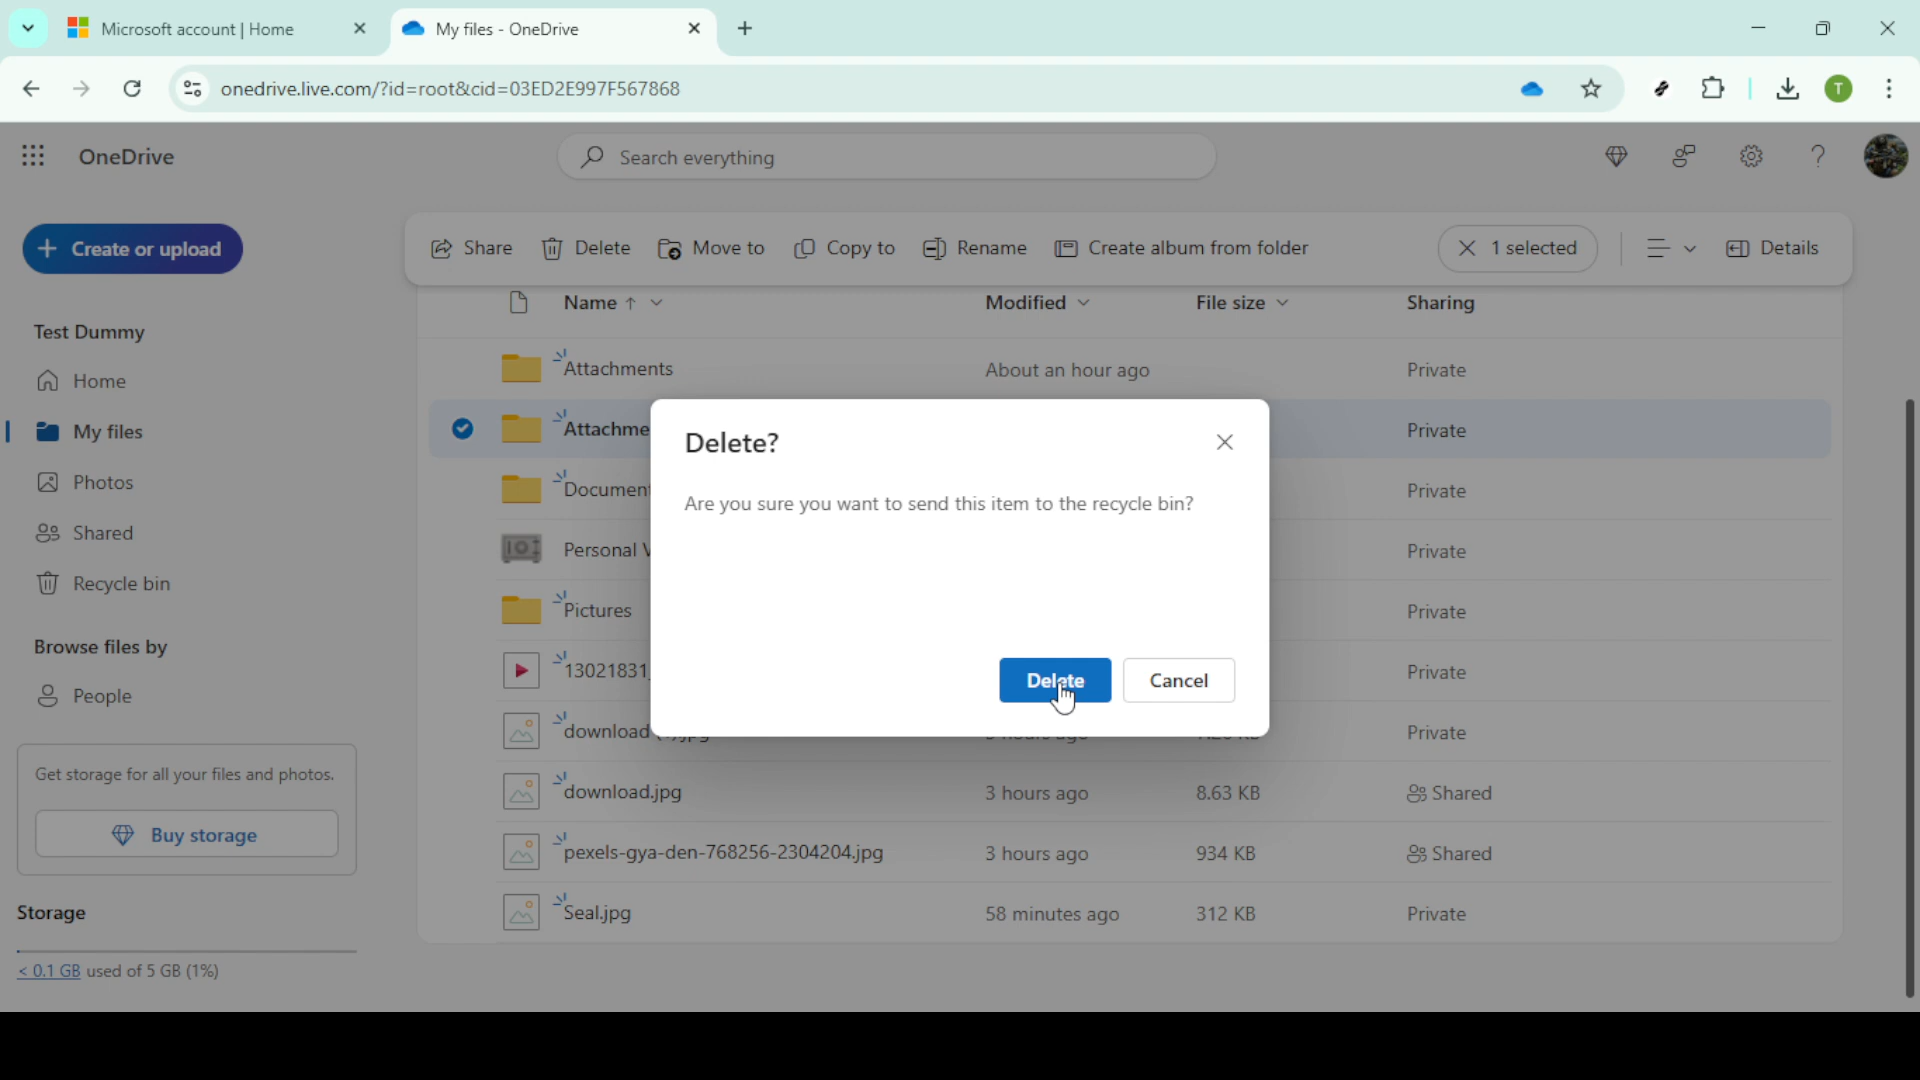 Microsoft account | Home
My files - OneDrive
onedrive.live.com/?id=root&cid=03ED2E997F567868
T
OneDrive
Search everything
Create or upload
Share
Delete
Move to
Copy to
Rename
Create album from folder
1 selected
Details
Test Dummy
Home
My files
Photos
Shared
Recycle bin
Browse files by
People
Get storage for all your files and photos.
Buy storage
Storage
< 0.1 GB used of 5 GB (1%)
Name
Modified
File size
Sharing
Attachments
About an hour ago
Private
Attachme
Private
Document
Private
Personal V
Private
Pictures
Private
13021831
Private
download
Private
download.jpg
3 hours ago
8.63 KB
Shared
pexels-gya-den-768256-2304204.jpg
3 hours ago
934 KB
Shared
Seal.jpg
58 minutes ago
312 KB
Private
Delete?
Are you sure you want to send this item to the recycle bin?
Delete
Cancel